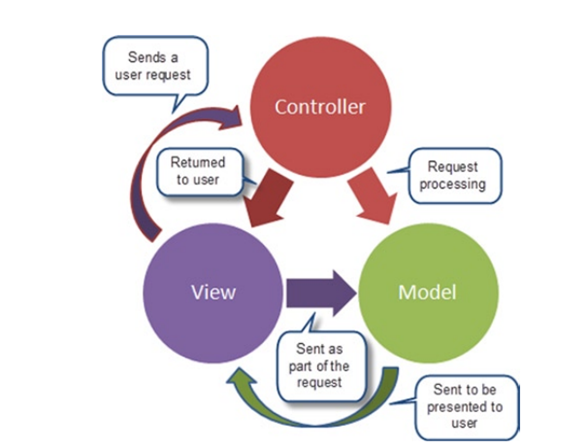 Sends a
user request
Controller
Returned
to user
Request
processing
View
Model
Sent as
part of the
request
Sent to be
presented to
user